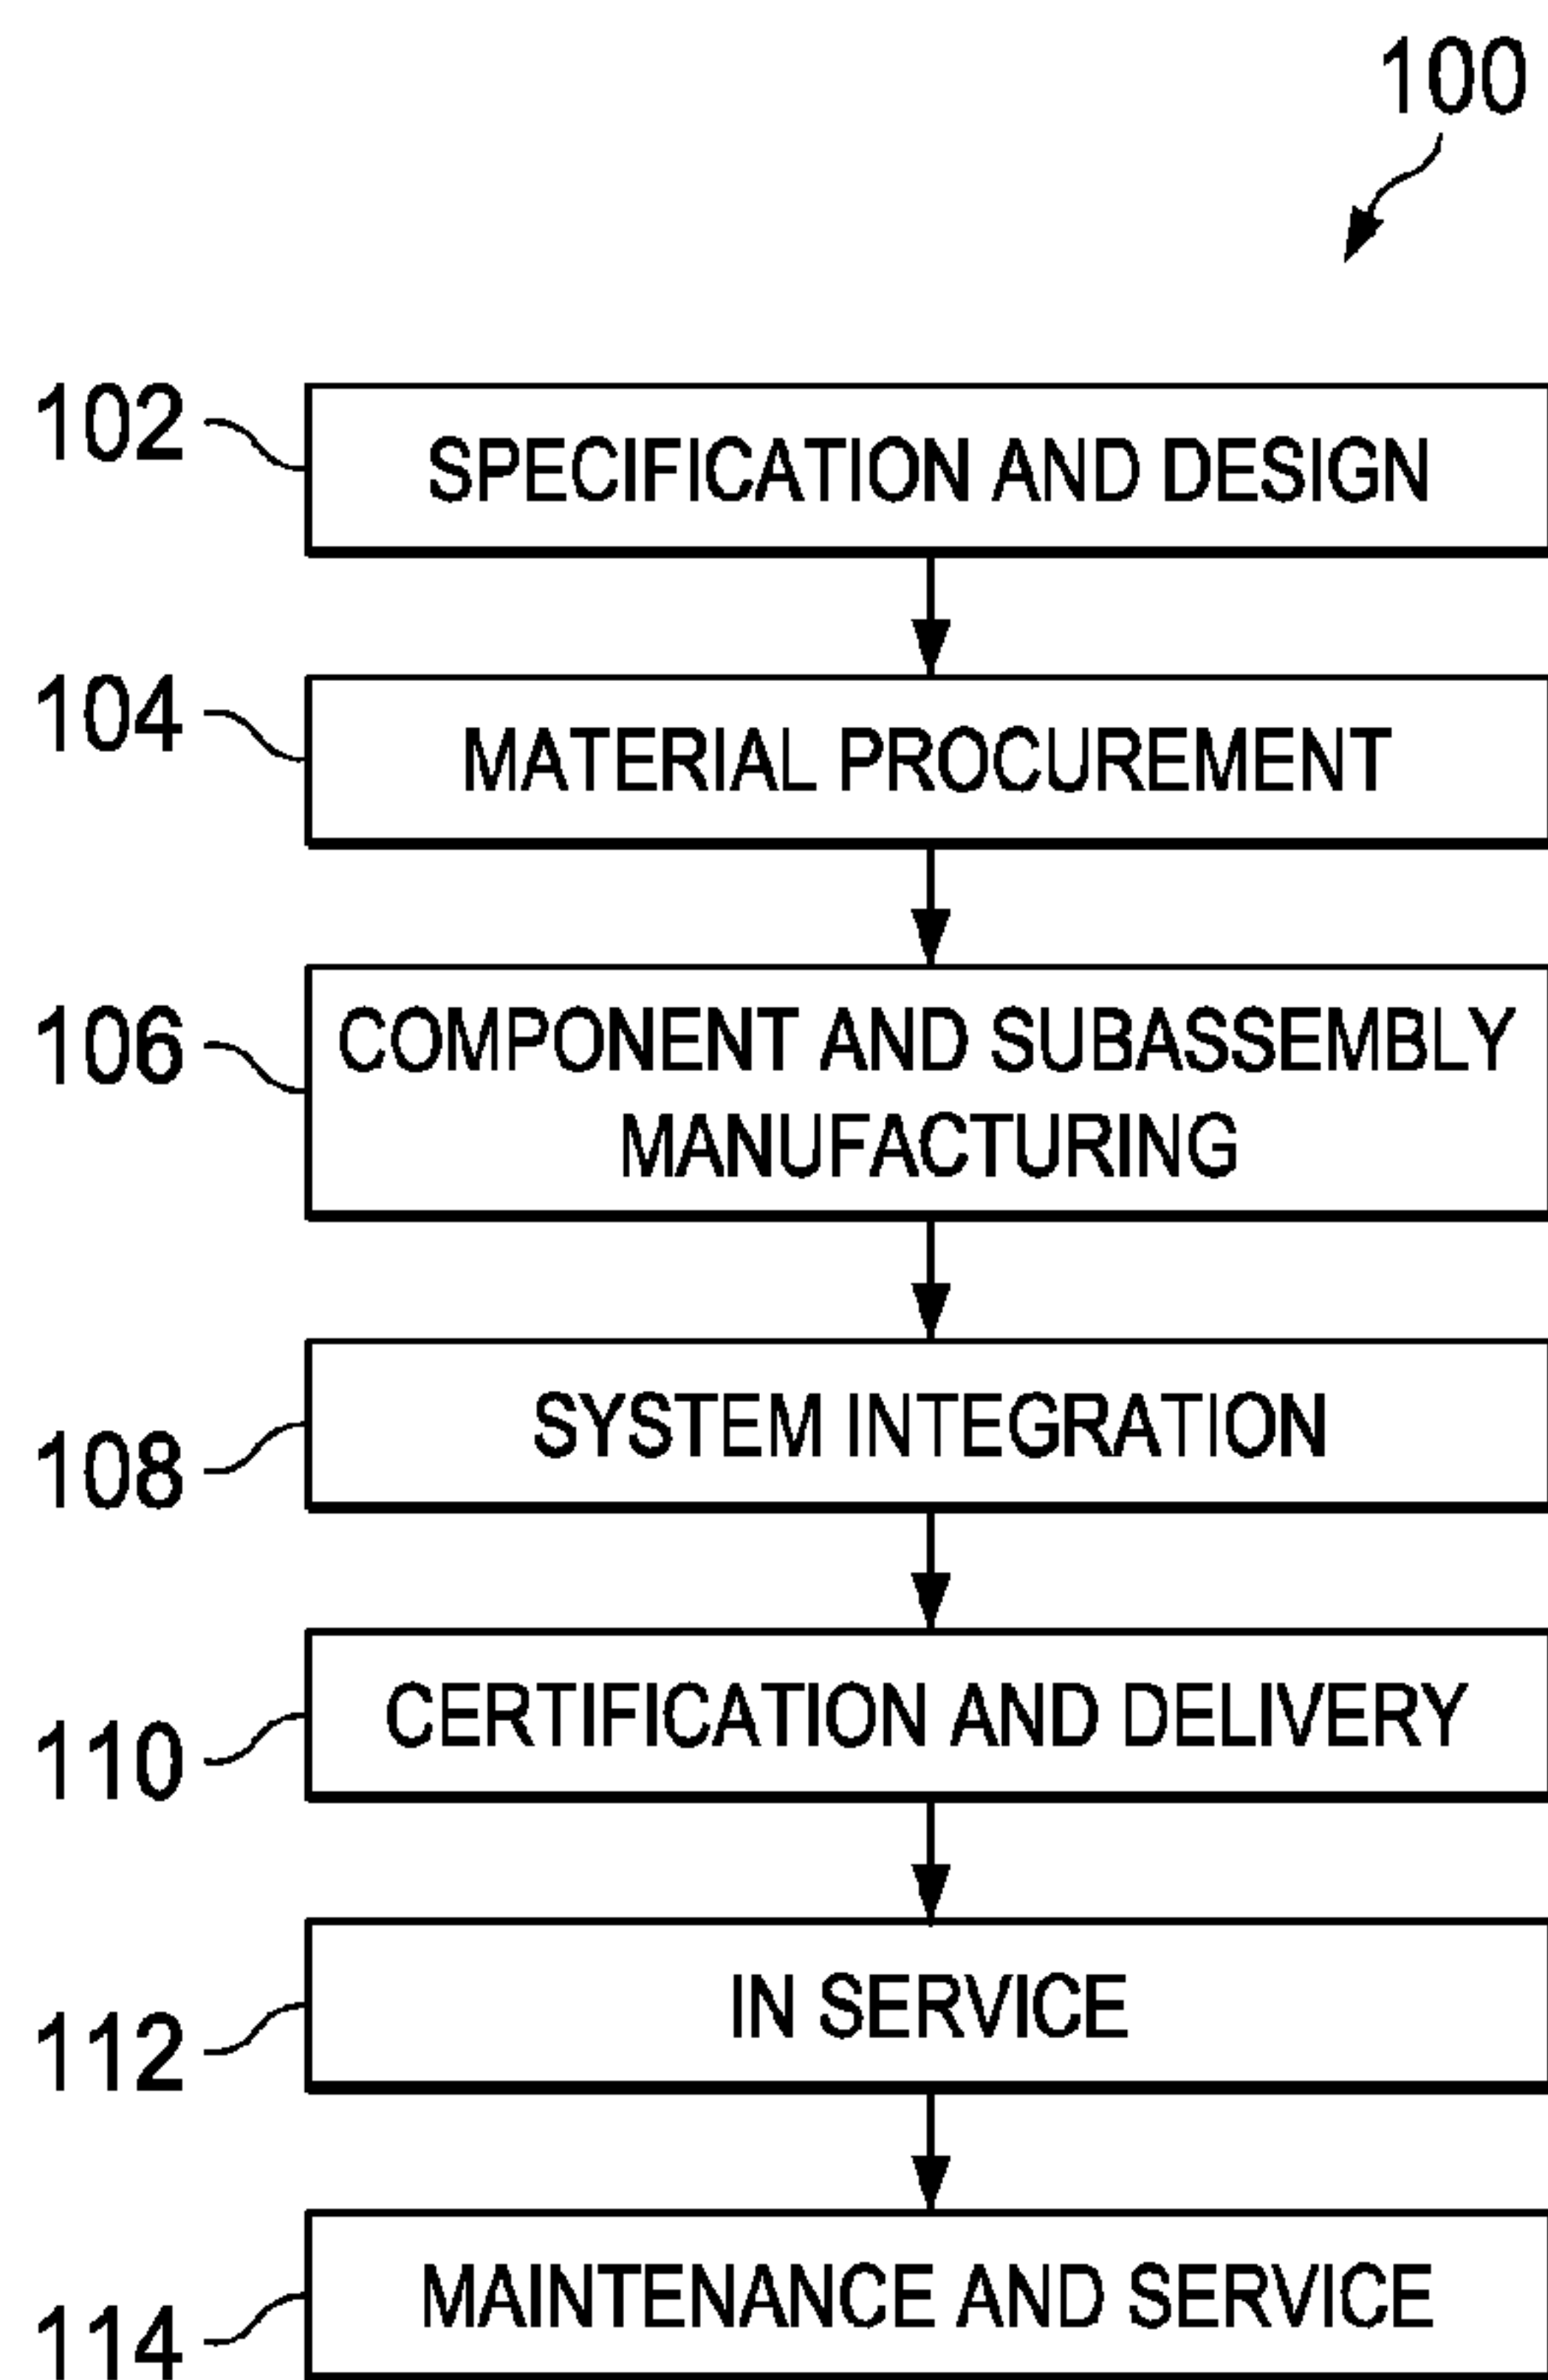 100
102
SPECIFICATION AND DESIGN
104
MATERIAL PROCUREMENT
106
COMPONENT AND SUBASSEMBLY
MANUFACTURING
108
SYSTEM INTEGRATION
110
CERTIFICATION AND DELIVERY
112
IN SERVICE
114
MAINTENANCE AND SERVICE